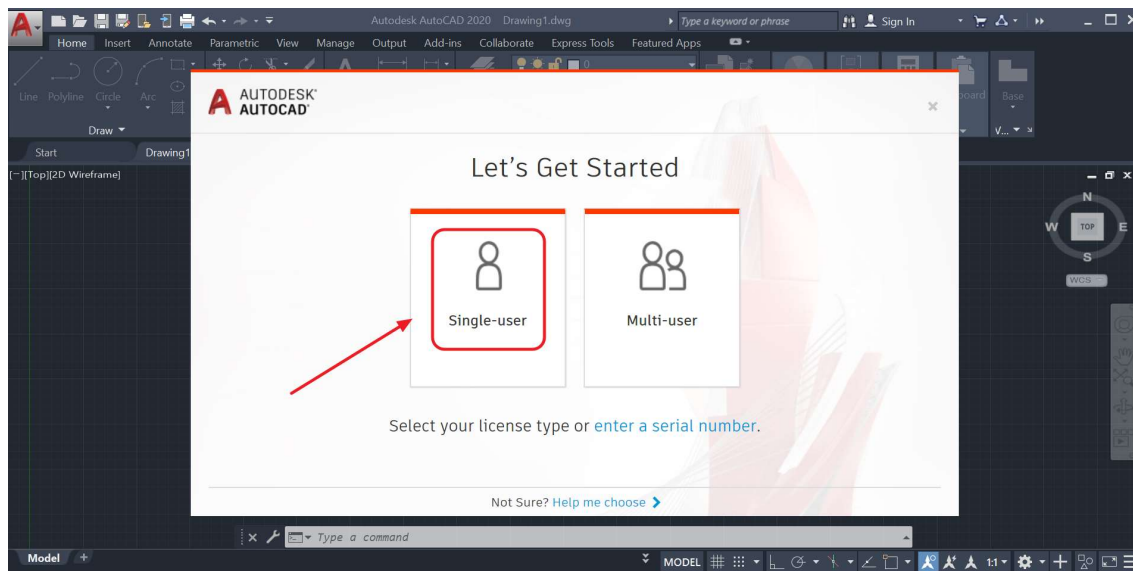 Autodesk AutoCAD 2020 Drawing1.dwg Type a keyword or phrase Sign In
Home Insert Annotate Parametric View Manage Output Add-ins Collaborate Express Tools Featured Apps
0
Line Polyline Circle Arc Base
Draw V...
Start Drawing1
[−][Top][2D Wireframe]
AUTODESK®
AUTOCAD®
Let's Get Started
Single-user Multi-user
Select your license type or enter a serial number.
Not Sure? Help me choose
N
W TOP E
S
WCS
Type a command
Model + MODEL 1:1